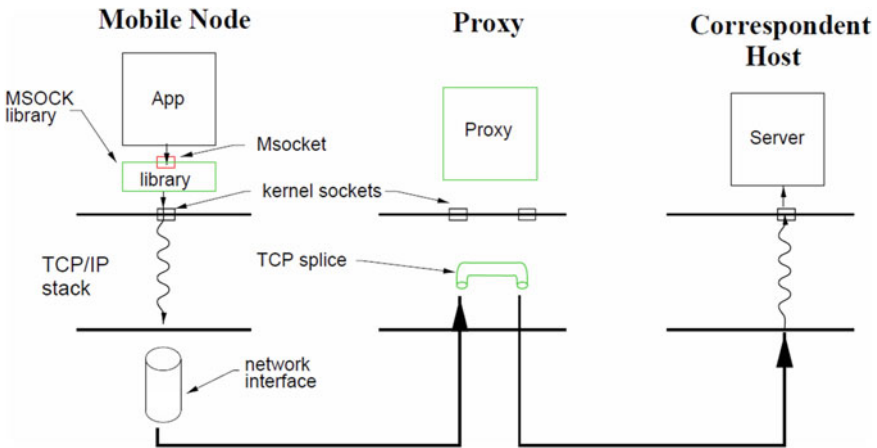 Mobile Node
Proxy
Correspondent
Host
MSOCK
library
App
Msocket
library
kernel sockets
Proxy
Server
TCP/IP
stack
TCP splice
network
interface